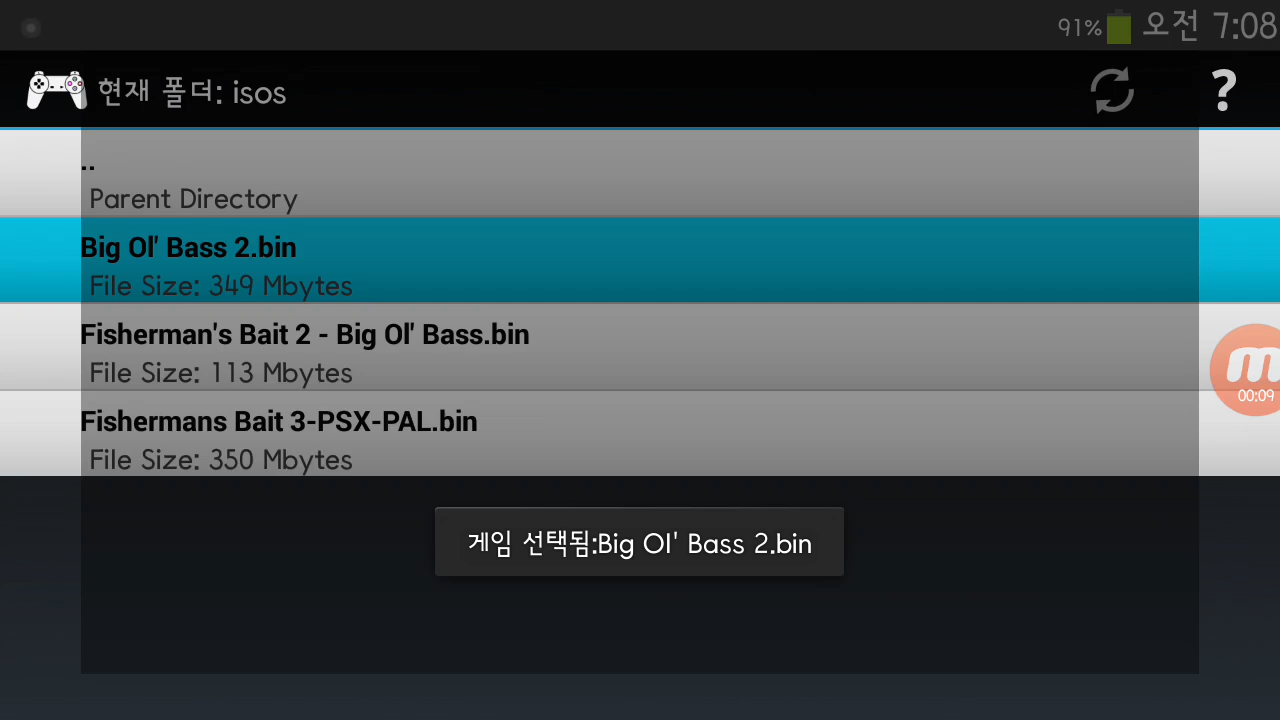 91% 오전 7:08
현재 폴더: isos ?
..
Parent Directory
Big Ol' Bass 2.bin
File Size: 349 Mbytes
Fisherman's Bait 2 - Big Ol' Bass.bin
File Size: 113 Mbytes
m
00:09
Fishermans Bait 3-PSX-PAL.bin
File Size: 350 Mbytes
게임 선택됨:Big Ol' Bass 2.bin